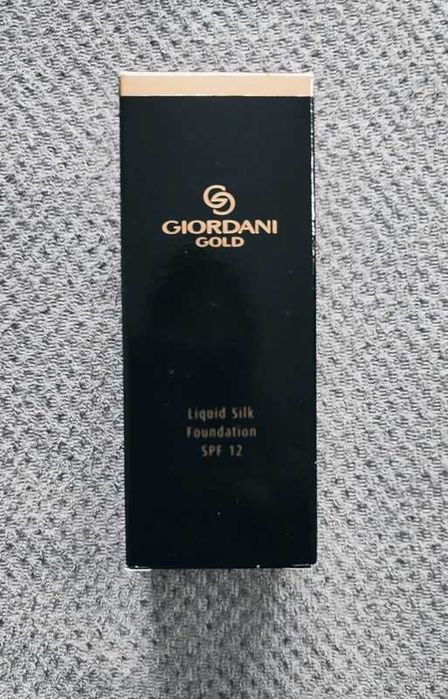 GIORDANI
GOLD
Liquid Silk
Foundation
SPF 12